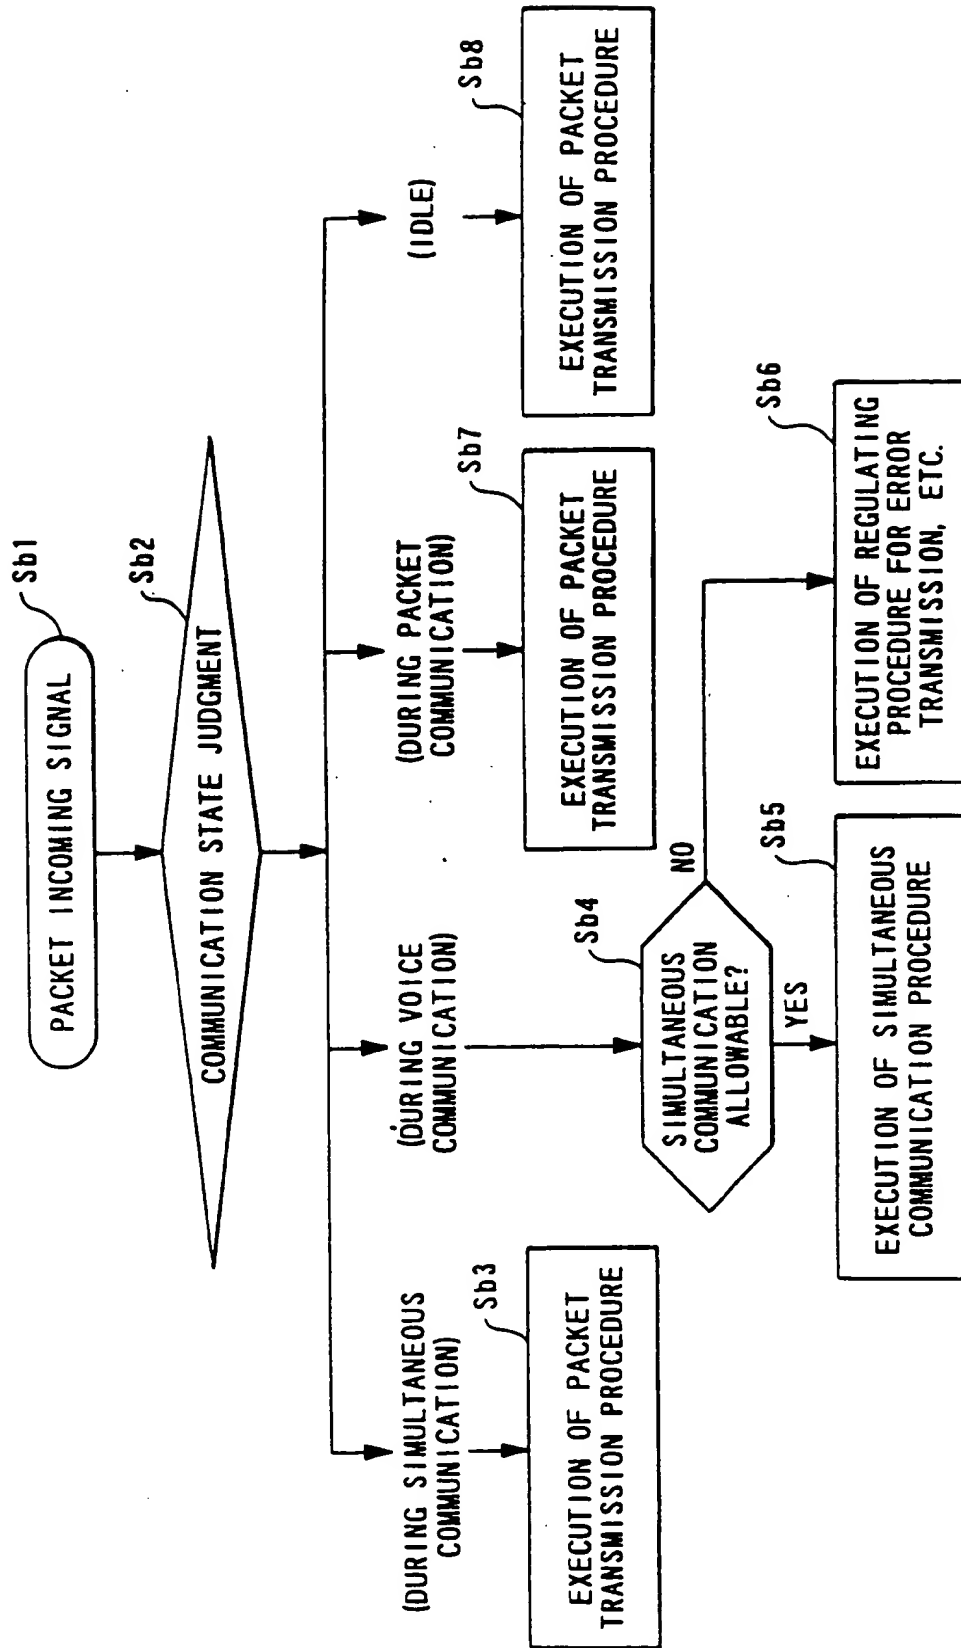 PACKET INCOMING SIGNAL
Sb1
COMMUNICATION STATE JUDGMENT
Sb2
(DURING SIMULTANEOUS
COMMUNICATION)
EXECUTION OF PACKET
TRANSMISSION PROCEDURE
Sb3
(DURING VOICE
COMMUNICATION)
SIMULTANEOUS
COMMUNICATION
ALLOWABLE?
Sb4
YES
NO
EXECUTION OF SIMULTANEOUS
COMMUNICATION PROCEDURE
Sb5
EXECUTION OF REGULATING
PROCEDURE FOR ERROR
TRANSMISSION, ETC.
Sb6
(DURING PACKET
COMMUNICATION)
EXECUTION OF PACKET
TRANSMISSION PROCEDURE
Sb7
(IDLE)
EXECUTION OF PACKET
TRANSMISSION PROCEDURE
Sb8